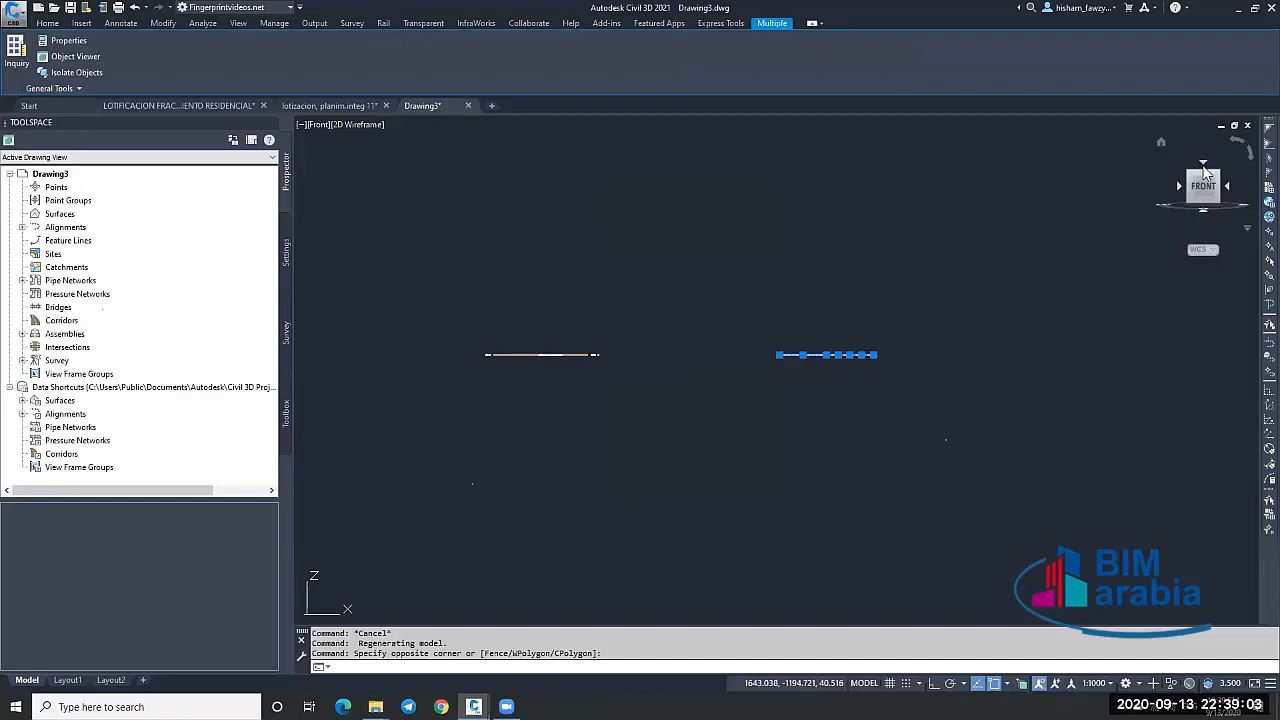 Fingerprintvideos.net
Autodesk Civil 3D 2021 Drawing3.dwg
hisham_fawzy...
Home Insert Annotate Modify Analyze View Manage Output Survey Rail Transparent InfraWorks Collaborate Help Add-ins Featured Apps Express Tools Multiple
Properties
Object Viewer
Inquiry
Isolate Objects
General Tools
Start
LOTIFICACION FRAC...IENTO RESIDENCIAL*
lotizacion, planim.integ 11*
Drawing3*
TOOLSPACE
[−][Front][2D Wireframe]
Active Drawing View
Drawing3
Points
Point Groups
Surfaces
Alignments
Feature Lines
Sites
Catchments
Pipe Networks
Pressure Networks
Bridges
Corridors
Assemblies
Intersections
Survey
View Frame Groups
Data Shortcuts [C:\Users\Public\Documents\Autodesk\Civil 3D Proj...
Surfaces
Alignments
Pipe Networks
Pressure Networks
Corridors
View Frame Groups
Prospector
Settings
Survey
Toolbox
FRONT
WCS
Z
X
BIM
arabia
Command: *Cancel*
Command: Regenerating model.
Command: Specify opposite corner or [Fence/WPolygon/CPolygon]:
Model Layout1 Layout2
1643.038, -1194.721, 40.516 MODEL
1:1000
3.500
Type here to search
2020-09-13 22:39:03